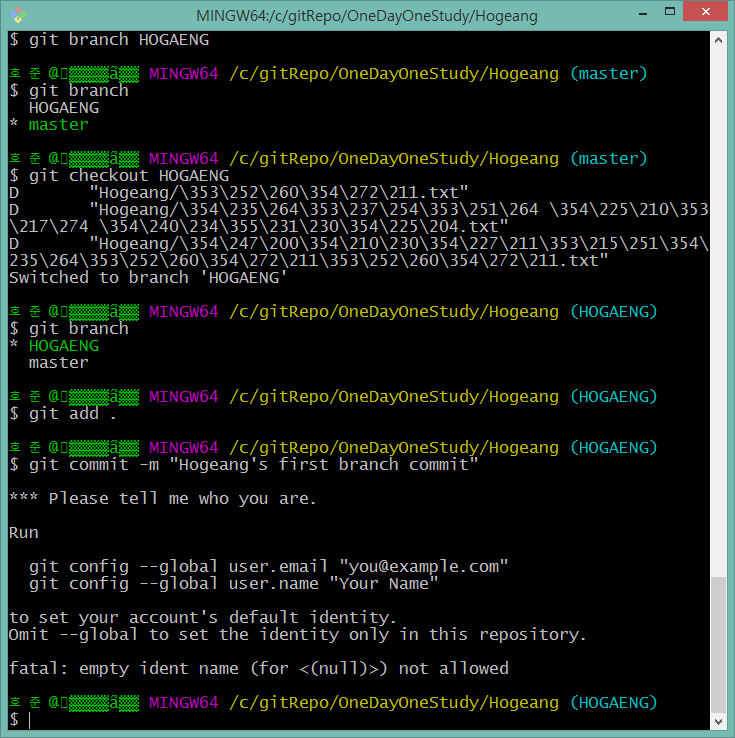 MINGW64:/c/gitRepo/OneDayOneStudy/Hogeang
$ git branch HOGAENG
호 준 @ MINGW64 /c/gitRepo/OneDayOneStudy/Hogeang (master)
$ git branch
HOGAENG
* master
호 준 @ MINGW64 /c/gitRepo/OneDayOneStudy/Hogeang (master)
$ git checkout HOGAENG
D "Hogeang/\353\252\260\354\272\211.txt"
D "Hogeang/\354\235\264\353\237\254\353\251\264 \354\225\210\353
\217\274 \354\240\234\355\231\230\354\225\204.txt"
D "Hogeang/\354\247\200\354\210\230\354\227\211\353\215\251\354\
235\264\353\252\260\354\272\211\353\252\260\354\272\211.txt"
Switched to branch 'HOGAENG'
호 준 @ MINGW64 /c/gitRepo/OneDayOneStudy/Hogeang (HOGAENG)
$ git branch
* HOGAENG
master
호 준 @ MINGW64 /c/gitRepo/OneDayOneStudy/Hogeang (HOGAENG)
$ git add .
호 준 @ MINGW64 /c/gitRepo/OneDayOneStudy/Hogeang (HOGAENG)
$ git commit -m "Hogeang's first branch commit"
*** Please tell me who you are.
Run
git config --global user.email "you@example.com"
git config --global user.name "Your Name"
to set your account's default identity.
Omit --global to set the identity only in this repository.
fatal: empty ident name (for <(null)>) not allowed
호 준 @ MINGW64 /c/gitRepo/OneDayOneStudy/Hogeang (HOGAENG)
$